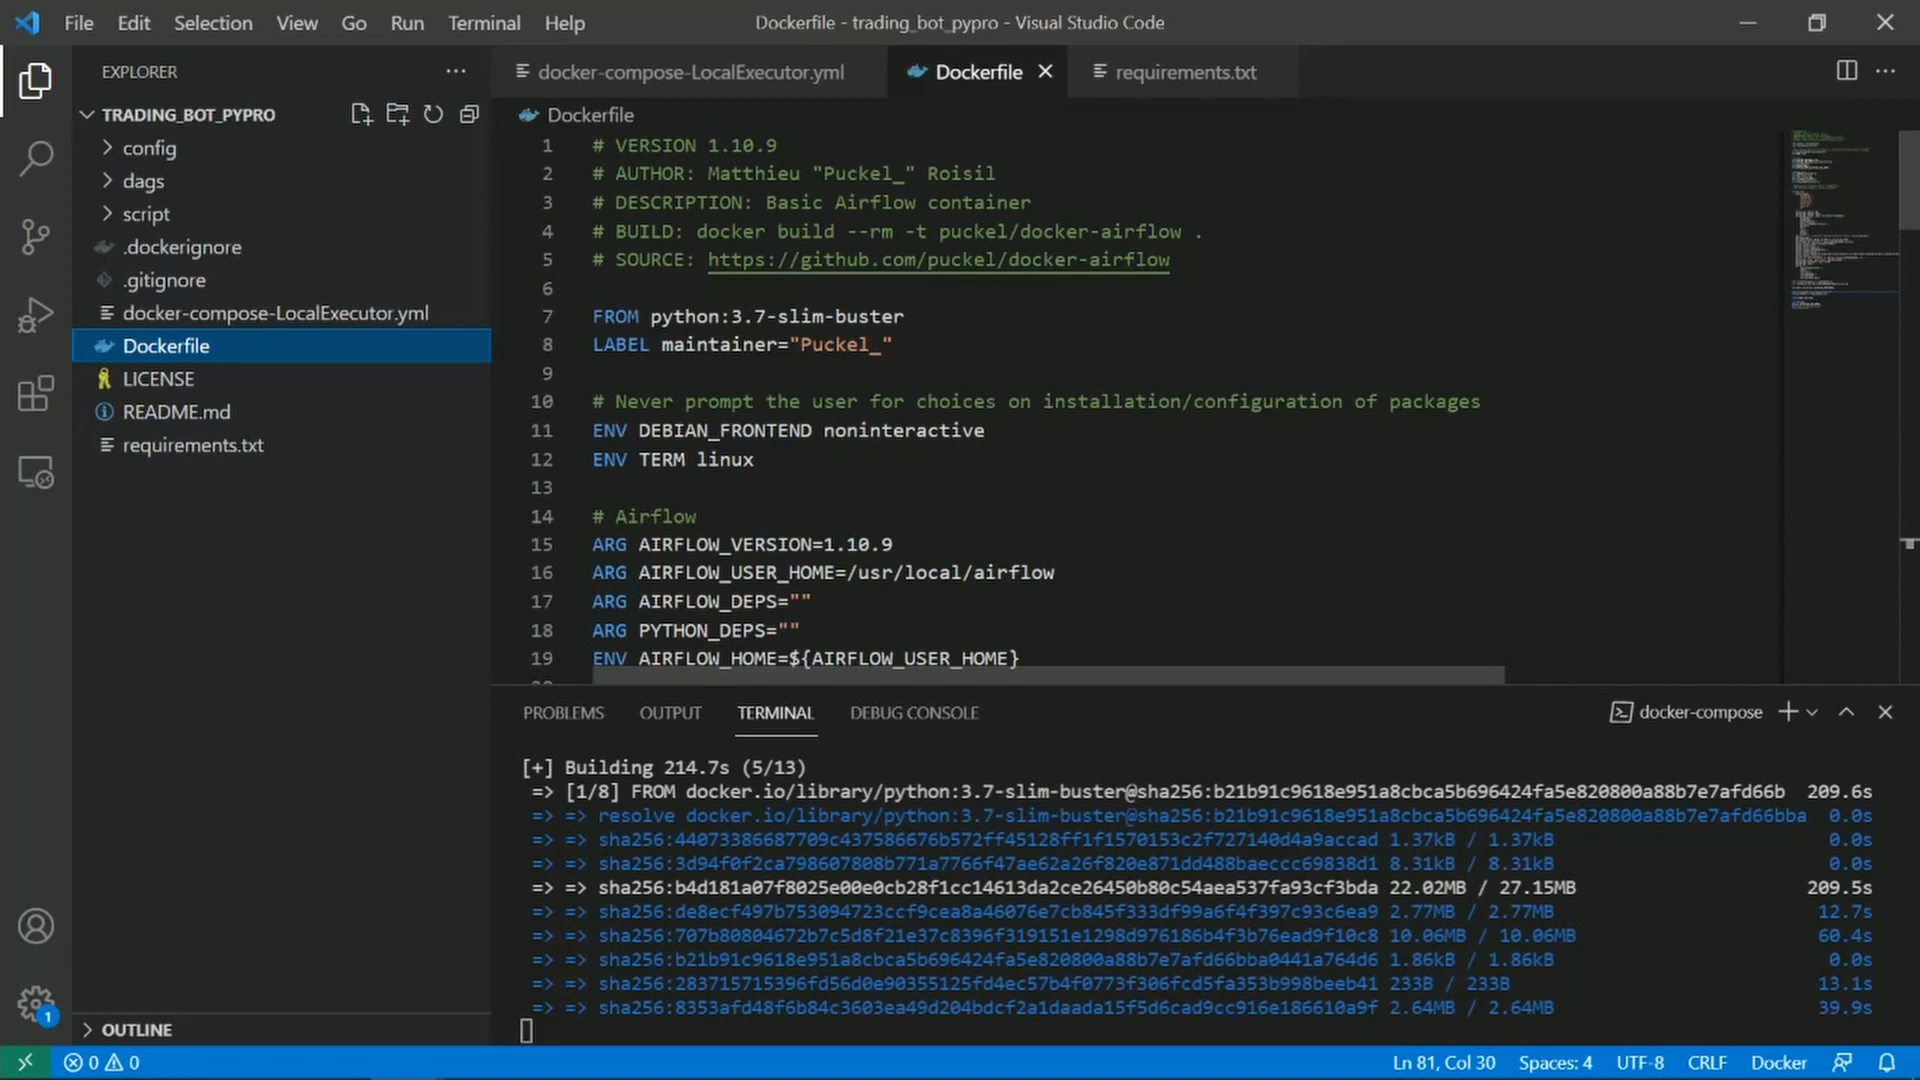 File Edit Selection View Go Run Terminal Help Dockerfile - trading_bot_pypro - Visual Studio Code
EXPLORER
TRADING_BOT_PYPRO
config
dags
script
.dockerignore
.gitignore
docker-compose-LocalExecutor.yml
Dockerfile
LICENSE
README.md
requirements.txt
OUTLINE
docker-compose-LocalExecutor.yml Dockerfile requirements.txt
Dockerfile
1 # VERSION 1.10.9
2 # AUTHOR: Matthieu "Puckel_" Roisil
3 # DESCRIPTION: Basic Airflow container
4 # BUILD: docker build --rm -t puckel/docker-airflow .
5 # SOURCE: https://github.com/puckel/docker-airflow
6
7 FROM python:3.7-slim-buster
8 LABEL maintainer="Puckel_"
9
10 # Never prompt the user for choices on installation/configuration of packages
11 ENV DEBIAN_FRONTEND noninteractive
12 ENV TERM linux
13
14 # Airflow
15 ARG AIRFLOW_VERSION=1.10.9
16 ARG AIRFLOW_USER_HOME=/usr/local/airflow
17 ARG AIRFLOW_DEPS=""
18 ARG PYTHON_DEPS=""
19 ENV AIRFLOW_HOME=${AIRFLOW_USER_HOME}
PROBLEMS OUTPUT TERMINAL DEBUG CONSOLE docker-compose
[+] Building 214.7s (5/13)
=> [1/8] FROM docker.io/library/python:3.7-slim-buster@sha256:b21b91c9618e951a8cbca5b696424fa5e820800a88b7e7afd66b 209.6s
=> => resolve docker.io/library/python:3.7-slim-buster@sha256:b21b91c9618e951a8cbca5b696424fa5e820800a88b7e7afd66bba 0.0s
=> => sha256:44073386687709c437586676b572ff45128ff1f1570153c2f727140d4a9accad 1.37kB / 1.37kB 0.0s
=> => sha256:3d94f0f2ca798607808b771a7766f47ae62a26f820e871dd488baeccc69838d1 8.31kB / 8.31kB 0.0s
=> => sha256:b4d181a07f8025e00e0cb28f1cc14613da2ce26450b80c54aea537fa93cf3bda 22.02MB / 27.15MB 209.5s
=> => sha256:de8ecf497b753094723ccf9cea8a46076e7cb845f333df99a6f4f397c93c6ea9 2.77MB / 2.77MB 12.7s
=> => sha256:707b80804672b7c5d8f21e37c8396f319151e1298d976186b4f3b76ead9f10c8 10.06MB / 10.06MB 60.4s
=> => sha256:b21b91c9618e951a8cbca5b696424fa5e820800a88b7e7afd66bba0441a764d6 1.86kB / 1.86kB 0.0s
=> => sha256:283715715396fd56d0e90355125fd4ec57b4f0773f306fcd5fa353b998beeb41 233B / 233B 13.1s
=> => sha256:8353afd48f6b84c3603ea49d204bdcf2a1daada15f5d6cad9cc916e186610a9f 2.64MB / 2.64MB 39.9s
1
0 0 Ln 81, Col 30 Spaces: 4 UTF-8 CRLF Docker